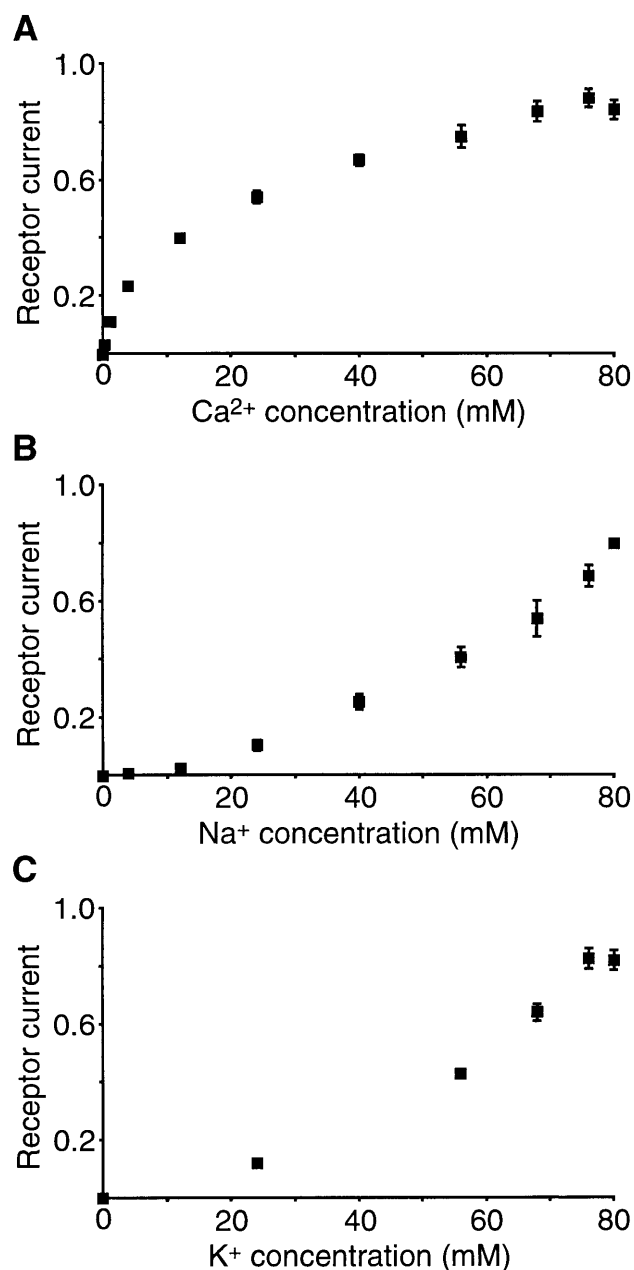 A
1.0
0.6
0.2
Receptor current
0 20 40 60 80
Ca²⁺ concentration (mM)
B
1.0
0.6
0.2
Receptor current
0 20 40 60 80
Na⁺ concentration (mM)
C
1.0
0.6
0.2
Receptor current
0 20 40 60 80
K⁺ concentration (mM)